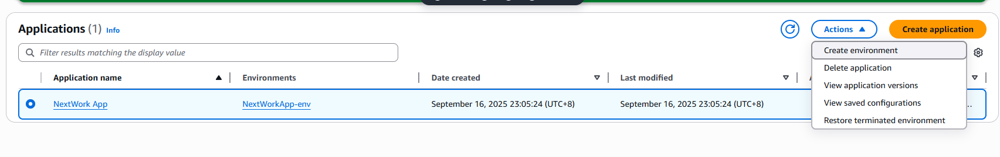 Applications (1) Info
Actions
Create application
Filter results matching the display value
Create environment
Delete application
View application versions
View saved configurations
Restore terminated environment
Application name Environments Date created Last modified
NextWork App NextWorkApp-env September 16, 2025 23:05:24 (UTC+8) September 16, 2025 23:05:24 (UTC+8)